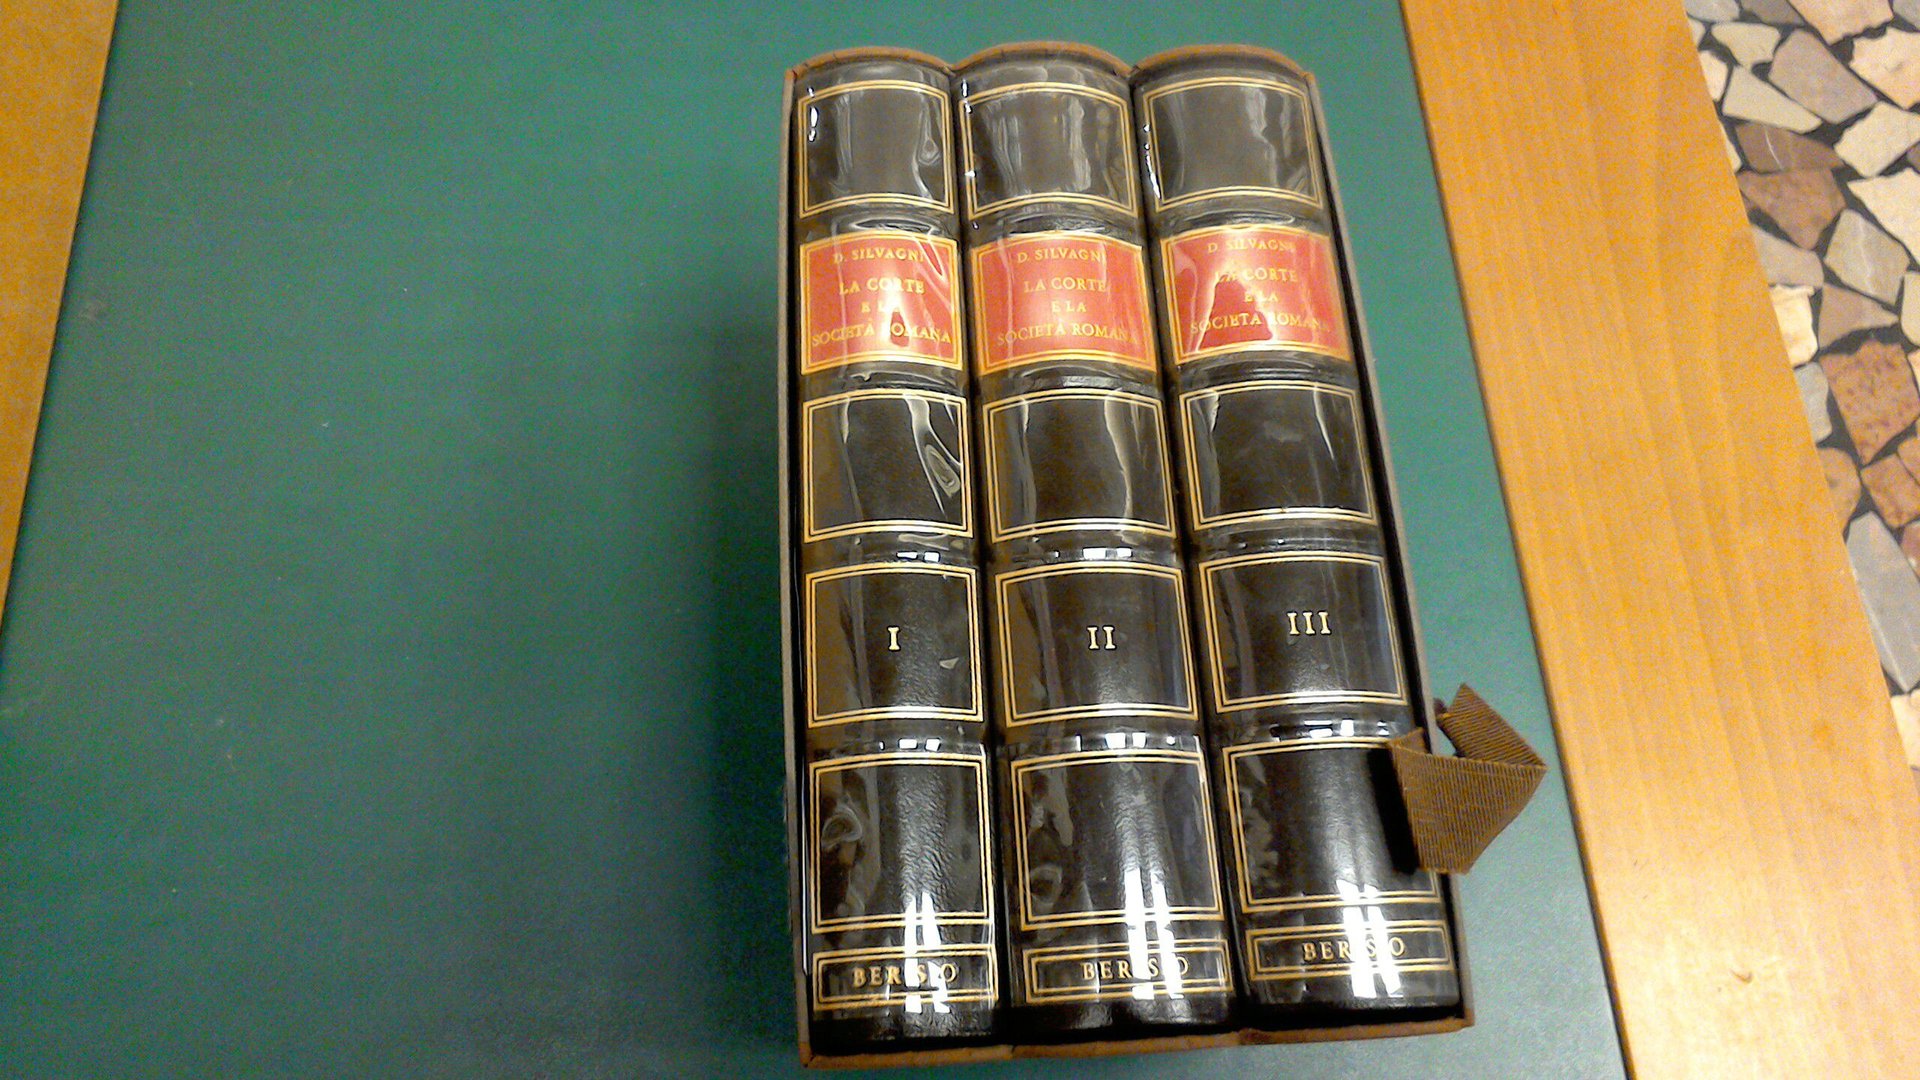 D. SILVAGNI
LA CORTE
E LA
SOCIETÀ ROMANA
I
BERISIO
D. SILVAGNI
LA CORTE
E LA
SOCIETÀ ROMANA
II
BERISIO
D. SILVAGNI
LA CORTE
E LA
SOCIETÀ ROMANA
III
BERISIO